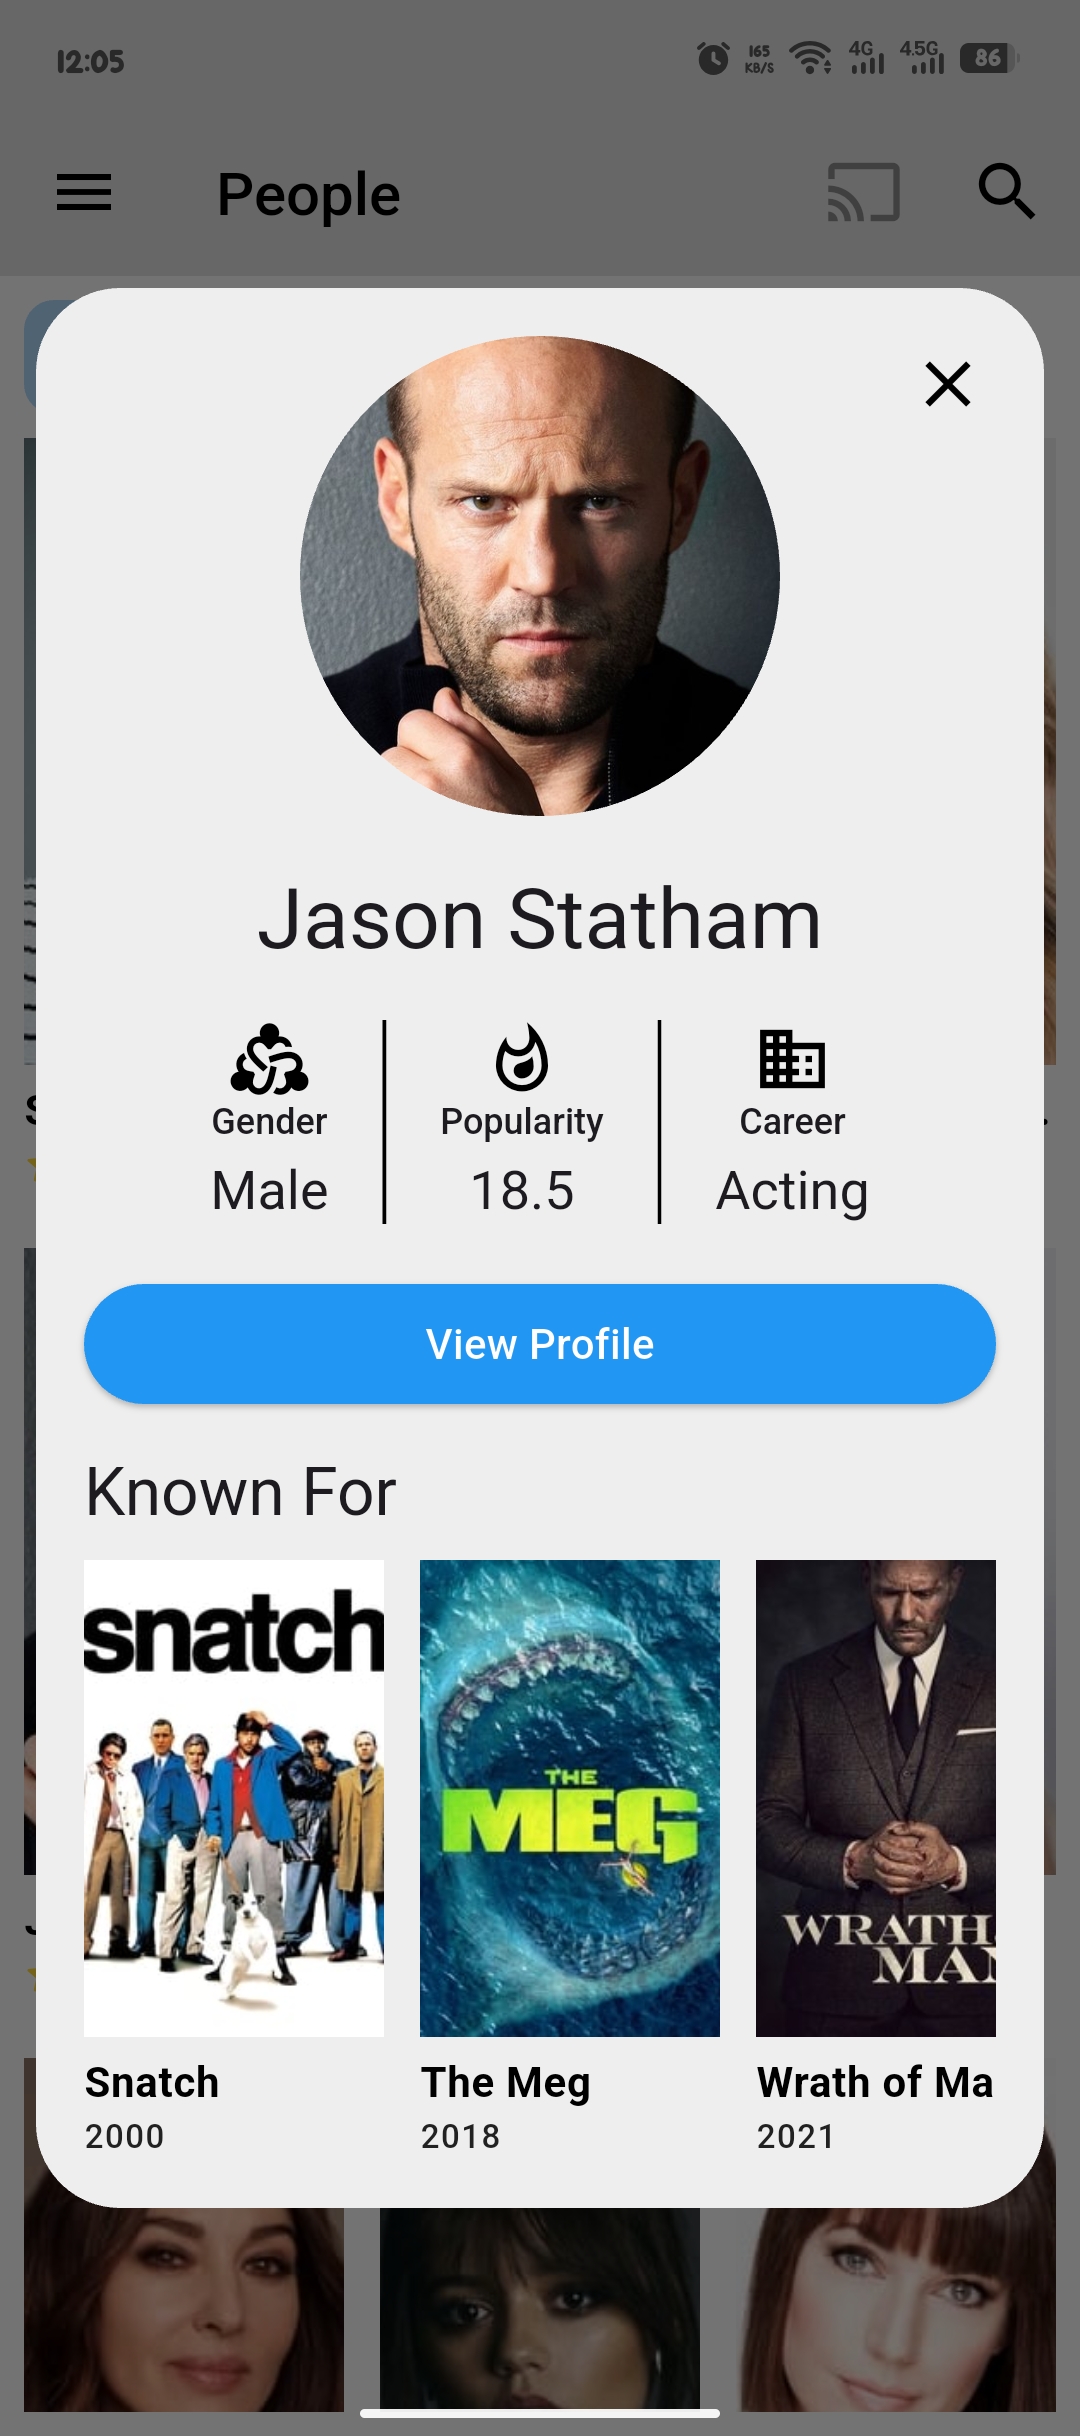 12:05
165
KB/S
4G
4.5G
86
People
Jason Statham
Gender
Popularity
Career
Male
18.5
Acting
View Profile
Known For
snatch
THE
MEG
WRATH
MAN
Snatch
The Meg
Wrath of Ma
2000
2018
2021